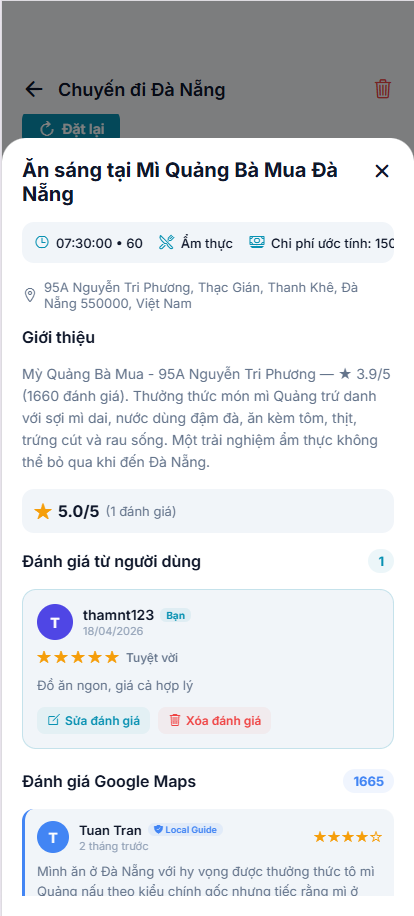 Chuyến đi Đà Nẵng
Đặt lại
Ăn sáng tại Mì Quảng Bà Mua Đà
Nẵng
07:30:00 • 60 Ẩm thực Chi phí ước tính: 150
95A Nguyễn Tri Phương, Thạc Gián, Thanh Khê, Đà
Nẵng 550000, Việt Nam
Giới thiệu
Mỳ Quảng Bà Mua - 95A Nguyễn Tri Phương — ★ 3.9/5
(1660 đánh giá). Thưởng thức món mì Quảng trứ danh
với sợi mì dai, nước dùng đậm đà, ăn kèm tôm, thịt,
trứng cút và rau sống. Một trải nghiệm ẩm thực không
thể bỏ qua khi đến Đà Nẵng.
5.0/5 (1 đánh giá)
Đánh giá từ người dùng 1
T thamnt123 Bạn
18/04/2026
★★★★★ Tuyệt vời
Đồ ăn ngon, giá cả hợp lý
Sửa đánh giá Xóa đánh giá
Đánh giá Google Maps 1665
T Tuan Tran Local Guide ★★★★☆
2 tháng trước
Mình ăn ở Đà Nẵng với hy vọng được thưởng thức tô mì
Quảng nấu theo kiểu chính gốc nhưng tiếc rằng mì ở